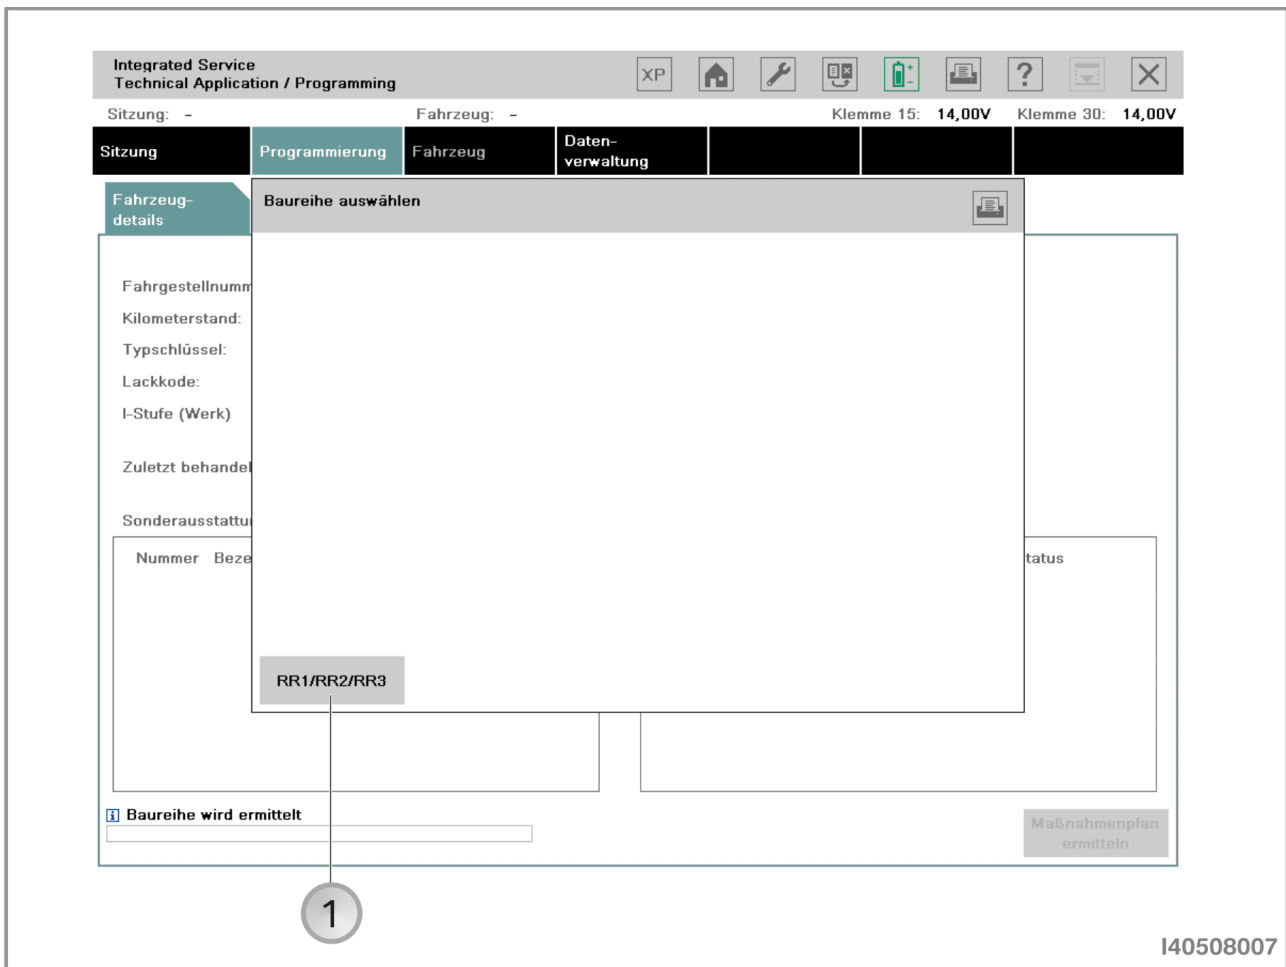 Integrated Service
Technical Application / Programming
XP
?
Sitzung: -
Fahrzeug: -
Klemme 15: 14,00V
Klemme 30: 14,00V
Sitzung
Programmierung
Fahrzeug
Daten-
verwaltung
Fahrzeug-
details
Baureihe auswählen
Fahrgestellnumm
Kilometerstand:
Typschlüssel:
Lackkode:
I-Stufe (Werk)
Zuletzt behandel
Sonderausstattu
Nummer Beze
tatus
RR1/RR2/RR3
i Baureihe wird ermittelt
Maßnahmenplan
ermitteln
1
I40508007